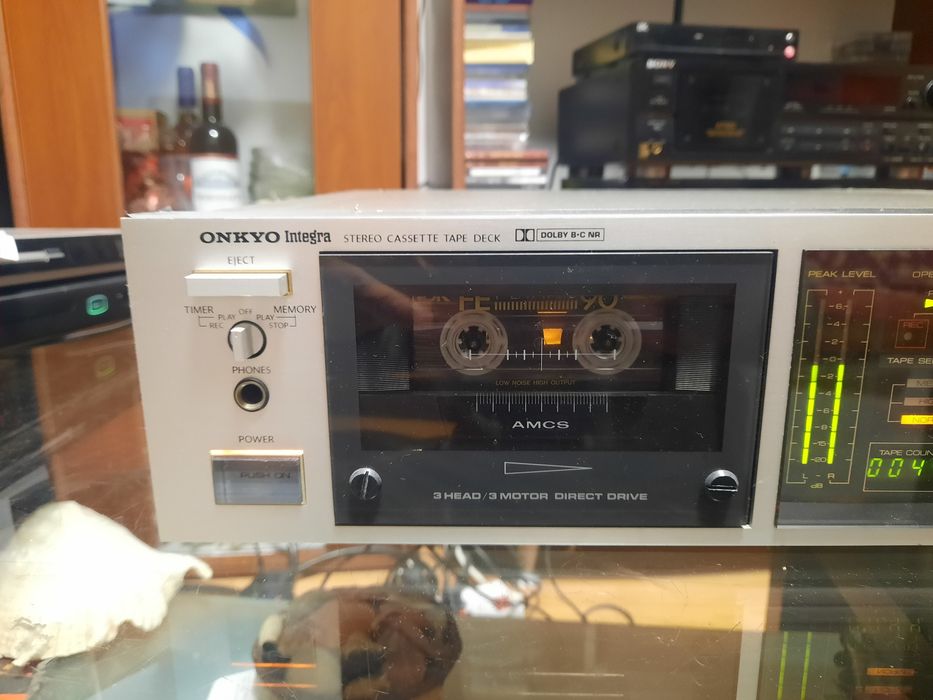 SONY
ONKYO Integra STEREO CASSETTE TAPE DECK DOLBY B·C NR
EJECT
TIMER OFF MEMORY
PLAY PLAY
REC STOP
PHONES
POWER
PUSH ON
FE 90
LOW NOISE HIGH OUTPUT
AMCS
3 HEAD/3 MOTOR DIRECT DRIVE
PEAK LEVEL
REC
TAPE
TAPE COUN
004
L R
dB